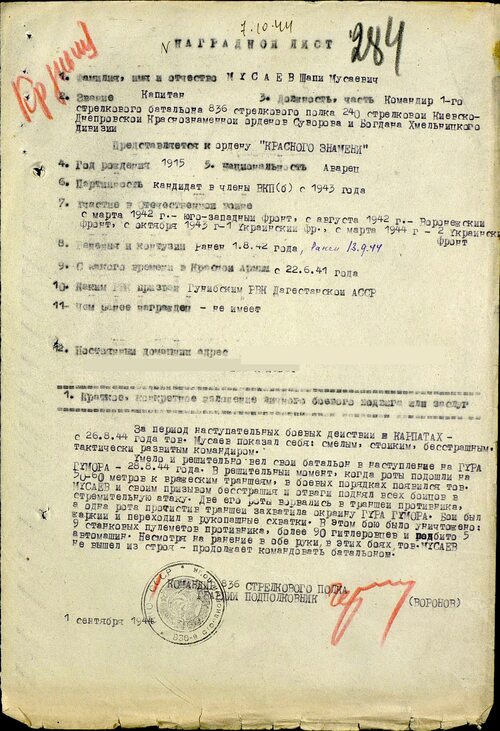 7.10.44
НАГРАДНОЙ ЛИСТ
284
1. Фамилия, имя и отчество МУСАЕВ Шапи Мусаевич
2. Звание Капитан 3. Должность, часть Командир 1-го
стрелкового батальона 836 стрелкового полка 240 стрелковой Киевско-
Днепровской Краснознаменной орденов Суворова и Богдана Хмельницкого
Дивизии
Представляется к ордену "КРАСНОГО ЗНАМЕНИ"
4. Год рождения 1915 5. Национальность Аварец
6. Партийность кандидат в члены ВКП(б) с 1943 года
7. Участие в Отечественной войне
с марта 1942 г.- юго-западный фронт, с августа 1942 г.- Воронежский
фронт, с октября 1943 г-1 Украинский фр., с марта 1944 г - 2 Украинс
фронт
8. Ранения и контузии Ранен 1.8.42 года, Ранен 13.9.44
9. С какого времени в Красной Армии с 22.6.41 года
10. Каким РВК призван Гунибским РВК Дагестанской АССР
11- Чем ранее награжден - не имеет
12. Постоянный домашний адрес
1. Краткое, конкретное изложение личного боевого подвига или заслуг
За период наступательных боевых действий в КАРПАТАХ -
с 26.8.44 года тов. Мусаев показал себя: смелым, стойким, бесстрашным,
тактически развитым командиром.
Умело и решительно вел свой батальон в наступление на ГУРА
ГУМОРА - 28.8.44 года. В решительный момент, когда роты подошли на
50-60 метров к вражеским траншеям, в боевых порядках появился тов.
МУСАЕВ и своим призывом бесстрашия и отваги поднял всех бойцов в
стремительную атаку. Две его роты ворвались в траншеи противника,
а одна рота прочистив траншеи захватила окраину ГУРА ГУМОРА. Бой был
жаркий и переходил в рукопашные схватки. В этом бою было уничтожено:
9 станковых пулеметов противника, более 90 гитлеровцев и подбито 5
автомашин. Несмотря на ранение в обе руки, в этих боях тов. МУСАЕВ
не вышел из строя - продолжает командовать батальоном.
КОМАНДИР 836 СТРЕЛКОВОГО ПОЛКА
ГВАРДИИ ПОДПОЛКОВНИК
(ВОРОНОВ)
1 сентября 194